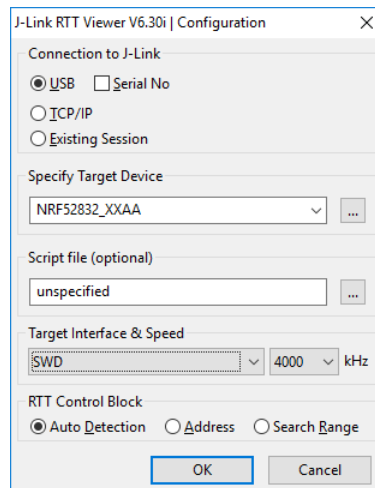 J-Link RTT Viewer V6.30i | Configuration
Connection to J-Link
USB Serial No
TCP/IP
Existing Session
Specify Target Device
NRF52832_XXAA ...
Script file (optional)
unspecified ...
Target Interface & Speed
SWD 4000 kHz
RTT Control Block
Auto Detection Address Search Range
OK Cancel